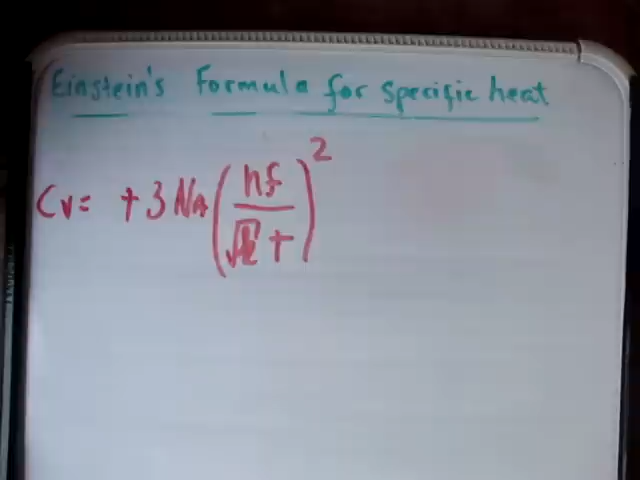 Einstein's Formula for specific heat
Cv= +3 NA (hf / √k T)²